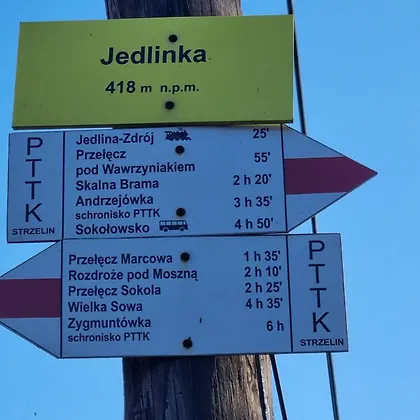 Jedlinka
418 m n.p.m.
PTTK
STRZELIN
Jedlina-Zdrój 25'
Przełęcz
pod Wawrzyniakiem 55'
Skalna Brama 2 h 20'
Andrzejówka 3 h 35'
schronisko PTTK
Sokołowsko 4 h 50'
Przełęcz Marcowa 1 h 35'
Rozdroże pod Moszną 2 h 10'
Przełęcz Sokola 2 h 25'
Wielka Sowa 4 h 35'
Zygmuntówka 6 h
schronisko PTTK
PTTK
STRZELIN